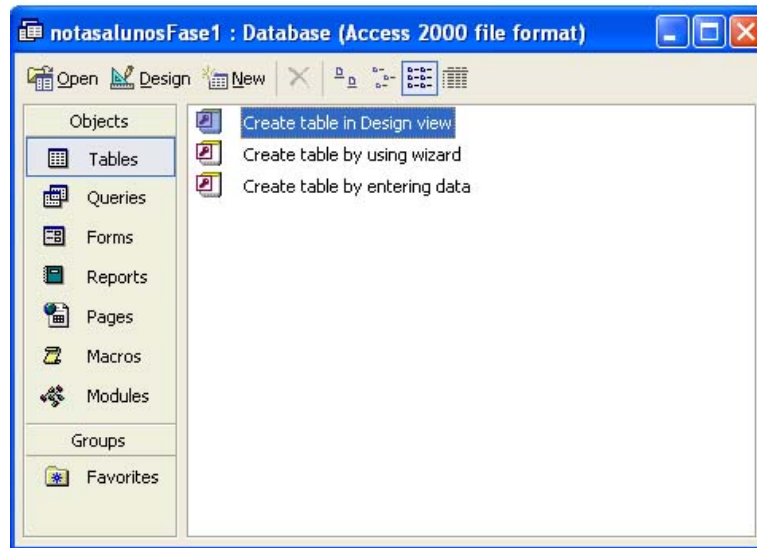 notasalunosFase1 : Database (Access 2000 file format)
Open Design New
Objects
Tables
Queries
Forms
Reports
Pages
Macros
Modules
Groups
Favorites
Create table in Design view
Create table by using wizard
Create table by entering data